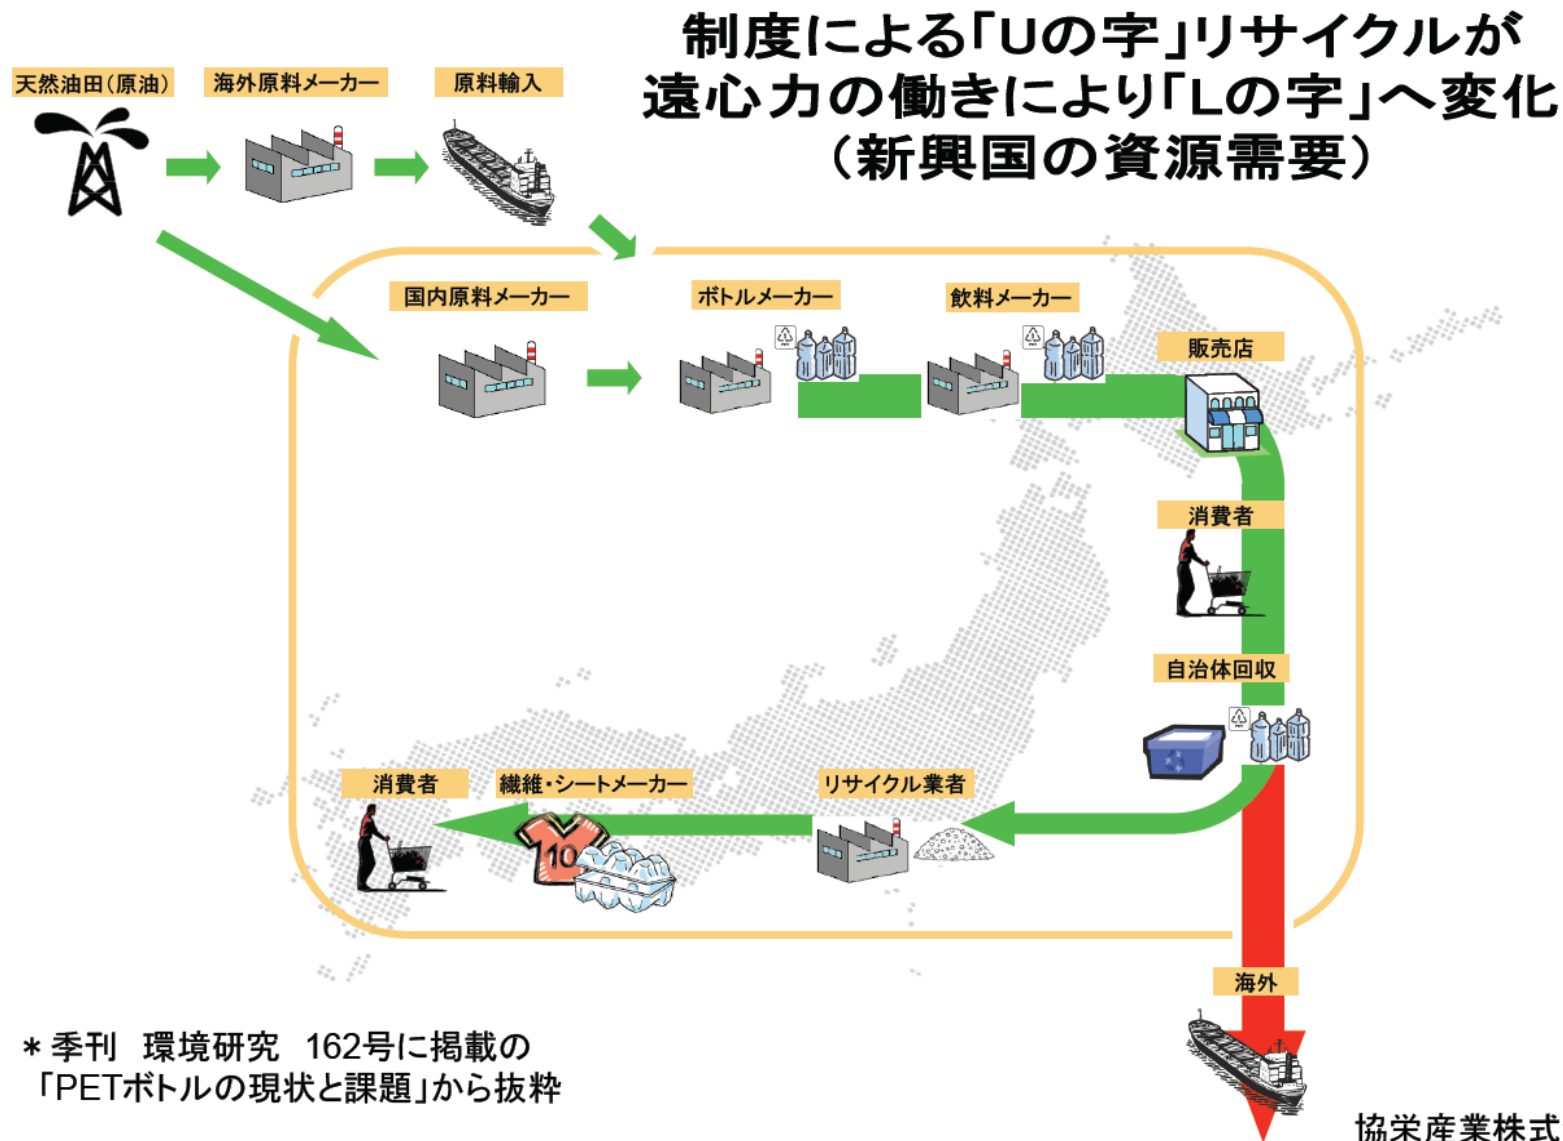 制度による「Uの字」リサイクルが
遠心力の働きにより「Lの字」へ変化
（新興国の資源需要）
天然油田（原油）
海外原料メーカー
原料輸入
国内原料メーカー
ボトルメーカー
飲料メーカー
販売店
消費者
自治体回収
リサイクル業者
繊維・シートメーカー
10
消費者
海外
＊季刊　環境研究　162号に掲載の
「PETボトルの現状と課題」から抜粋
協栄産業株式